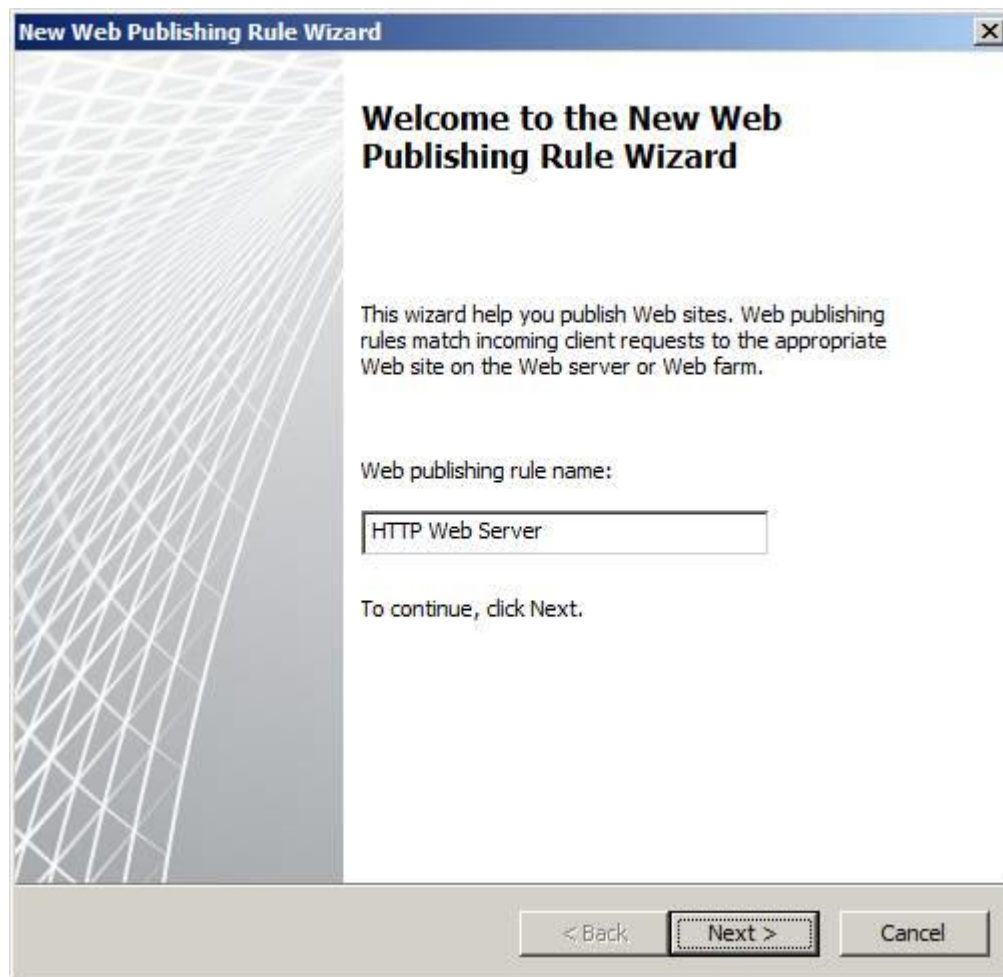 New Web Publishing Rule Wizard
Welcome to the New Web
Publishing Rule Wizard
This wizard help you publish Web sites. Web publishing
rules match incoming client requests to the appropriate
Web site on the Web server or Web farm.
Web publishing rule name:
HTTP Web Server
To continue, click Next.
< Back
Next >
Cancel